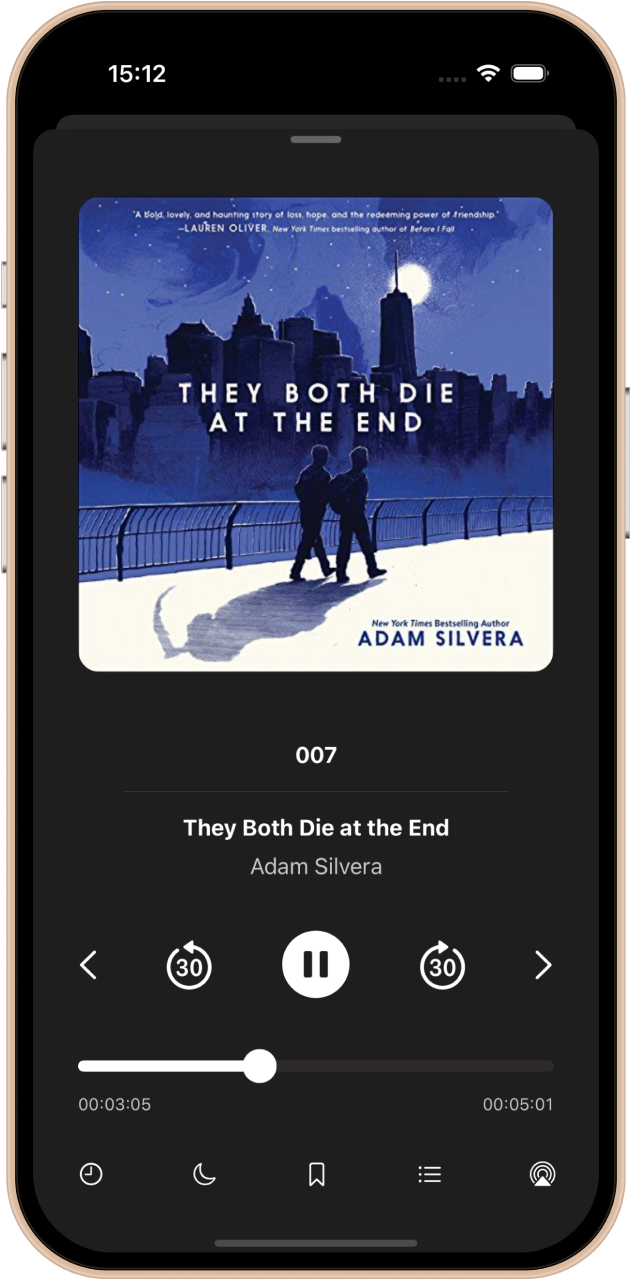 15:12
"A bold, lovely, and haunting story of loss, hope, and the redeeming power of friendship."
—LAUREN OLIVER, New York Times bestselling author of Before I Fall
THEY BOTH DIE
AT THE END
New York Times Bestselling Author
ADAM SILVERA
007
They Both Die at the End
Adam Silvera
30
30
00:03:05
00:05:01